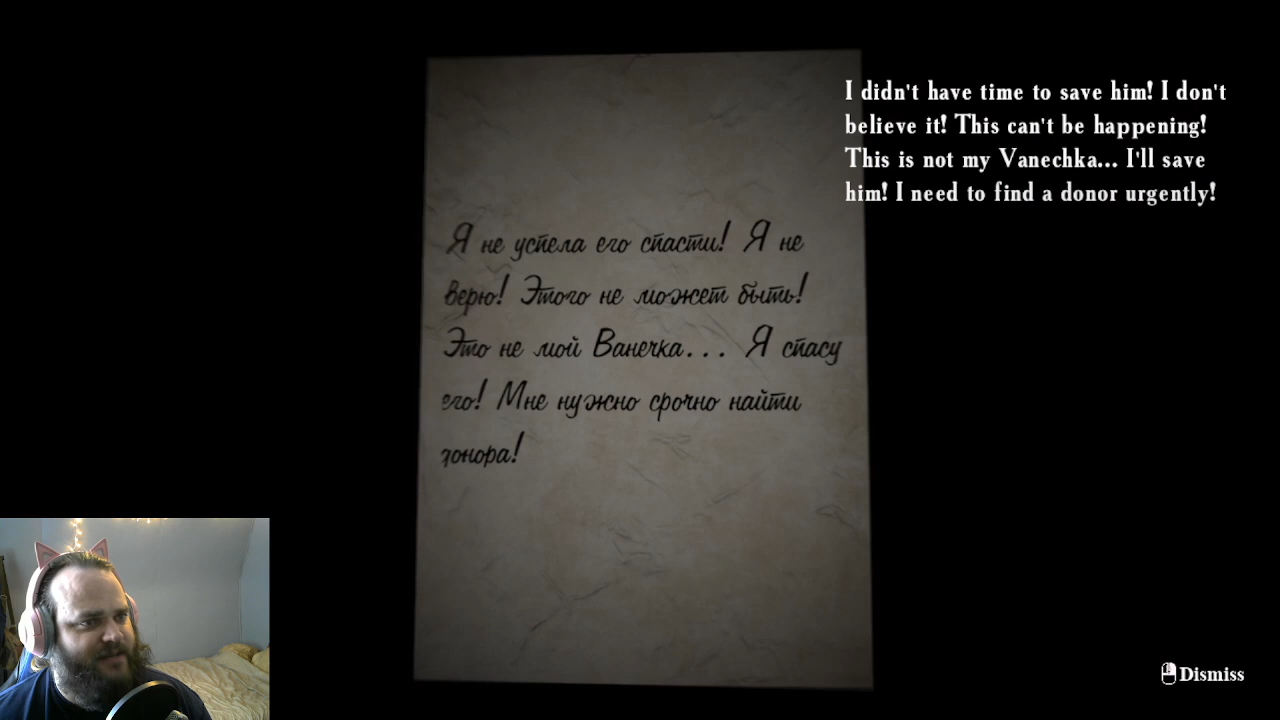 I didn't have time to save him! I don't
believe it! This can't be happening!
This is not my Vanechka... I'll save
him! I need to find a donor urgently!
Я не успела его спасти! Я не
верю! Этого не может быть!
Это не мой Ванечка... Я спасу
его! Мне нужно срочно найти
донора!
Dismiss